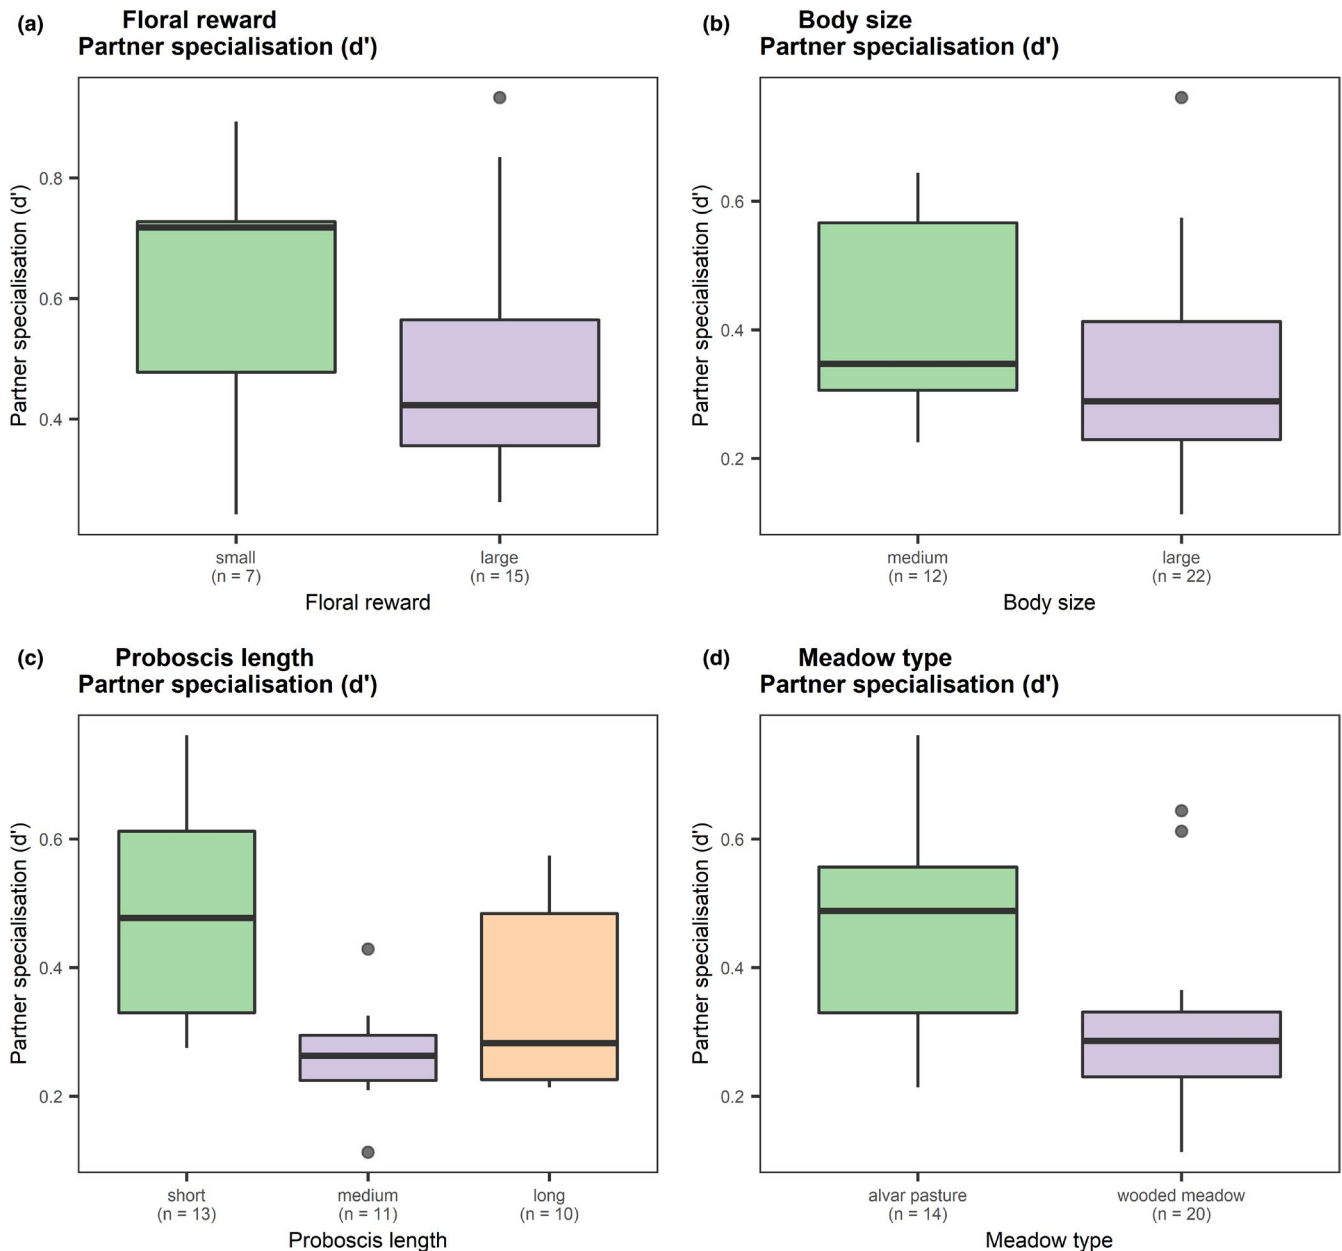 (a)
Floral reward
Partner specialisation (d')
Partner specialisation (d')
0.8
0.6
0.4
small
(n = 7)
large
(n = 15)
Floral reward
(b)
Body size
Partner specialisation (d')
Partner specialisation (d')
0.6
0.4
0.2
medium
(n = 12)
large
(n = 22)
Body size
(c)
Proboscis length
Partner specialisation (d')
Partner specialisation (d')
0.6
0.4
0.2
short
(n = 13)
medium
(n = 11)
long
(n = 10)
Proboscis length
(d)
Meadow type
Partner specialisation (d')
Partner specialisation (d')
0.6
0.4
0.2
alvar pasture
(n = 14)
wooded meadow
(n = 20)
Meadow type